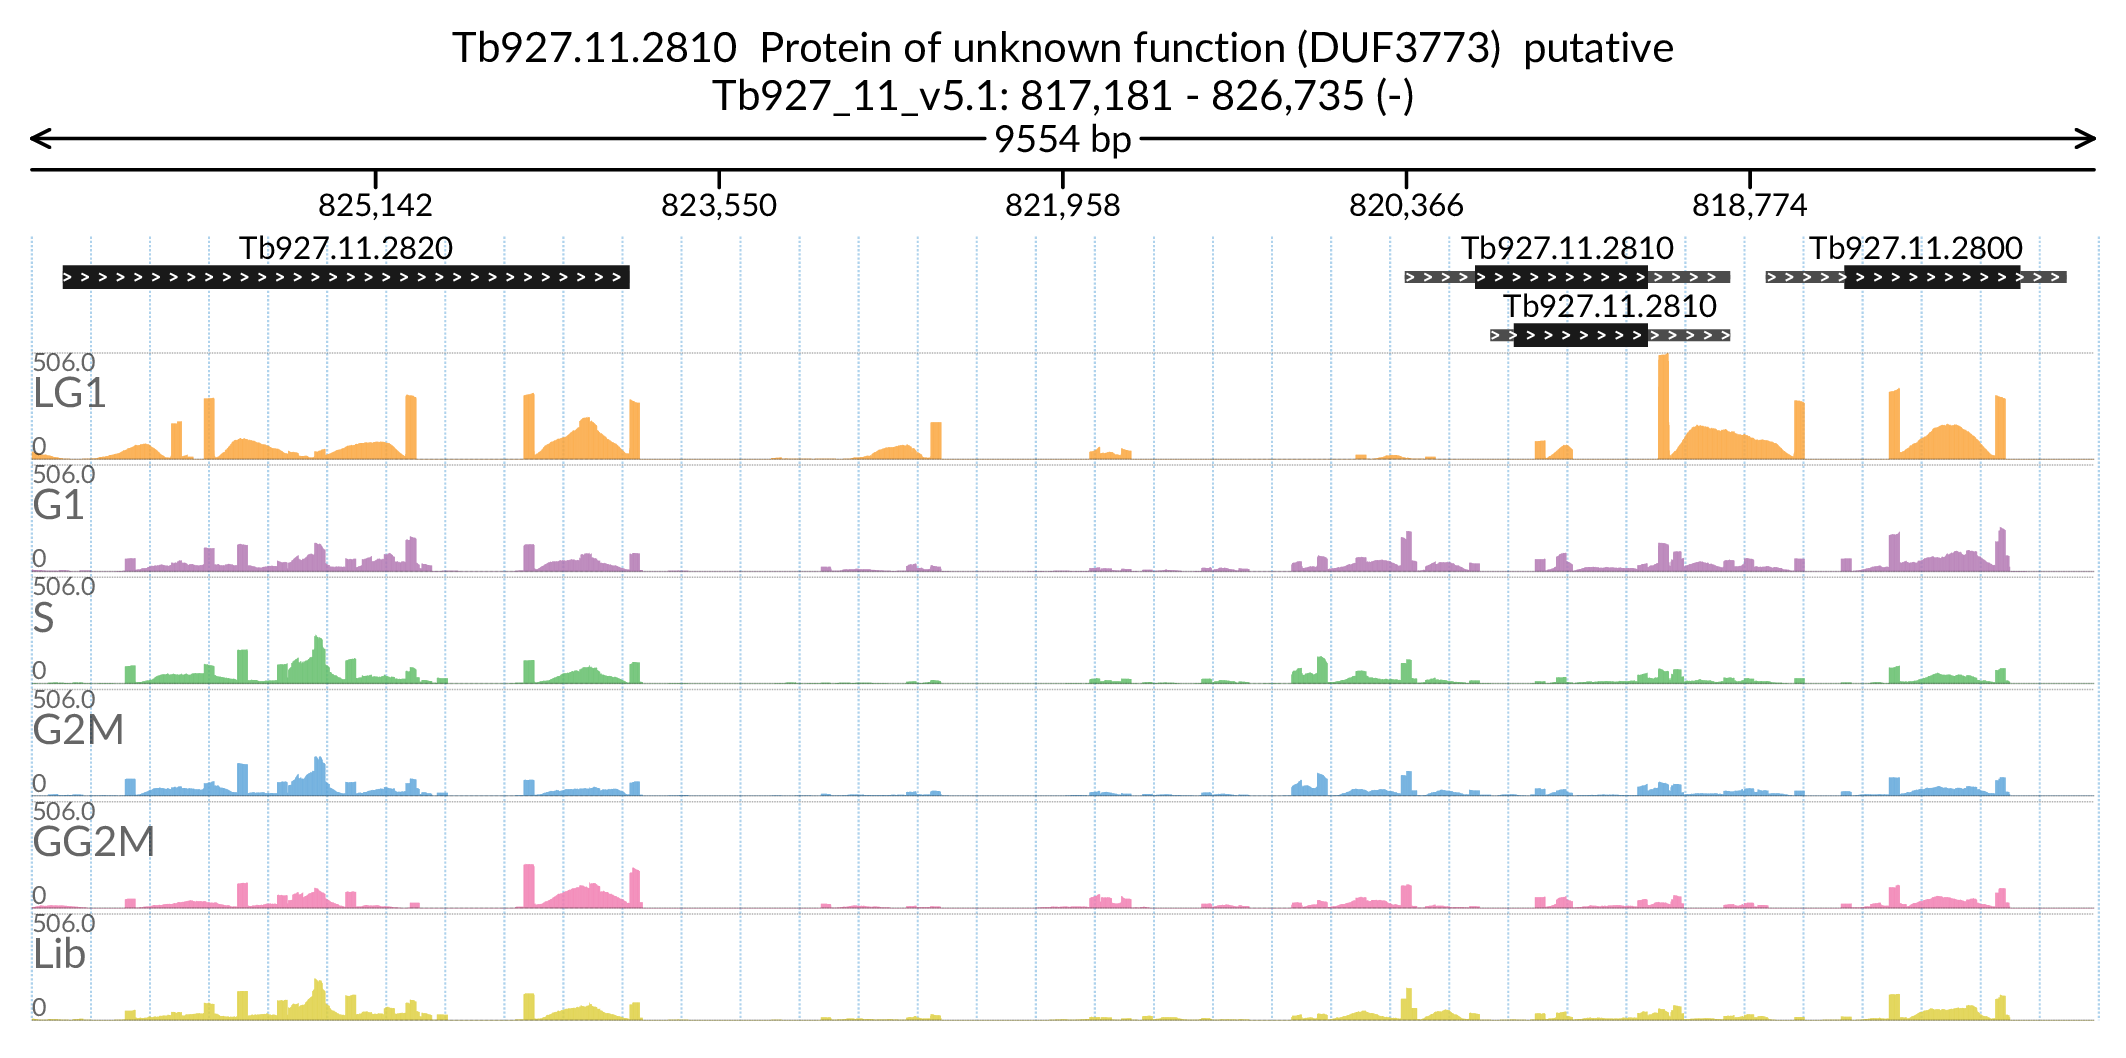 Tb927.11.2810  Protein of unknown function (DUF3773)  putative
Tb927_11_v5.1: 817,181 - 826,735 (-)
9554 bp
825,142 823,550 821,958 820,366 818,774
Tb927.11.2820 Tb927.11.2810 Tb927.11.2800
Tb927.11.2810
506.0
LG1
0
506.0
G1
0
506.0
S
0
506.0
G2M
0
506.0
GG2M
0
506.0
Lib
0